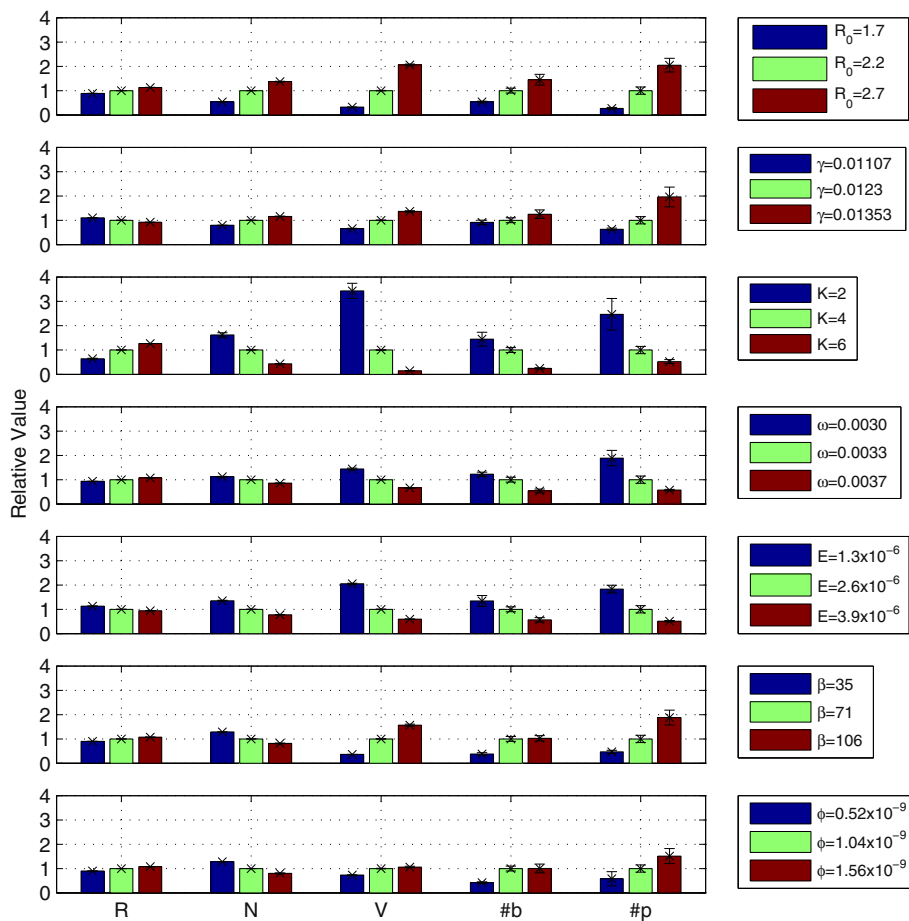 4
3
2
1
0
R_0=1.7
R_0=2.2
R_0=2.7
4
3
2
1
0
γ=0.01107
γ=0.0123
γ=0.01353
4
3
2
1
0
K=2
K=4
K=6
Relative Value
4
3
2
1
0
ω=0.0030
ω=0.0033
ω=0.0037
4
3
2
1
0
E=1.3x10⁻⁶
E=2.6x10⁻⁶
E=3.9x10⁻⁶
4
3
2
1
0
β=35
β=71
β=106
4
3
2
1
0
ϕ=0.52x10⁻⁹
ϕ=1.04x10⁻⁹
ϕ=1.56x10⁻⁹
R N V #b #p